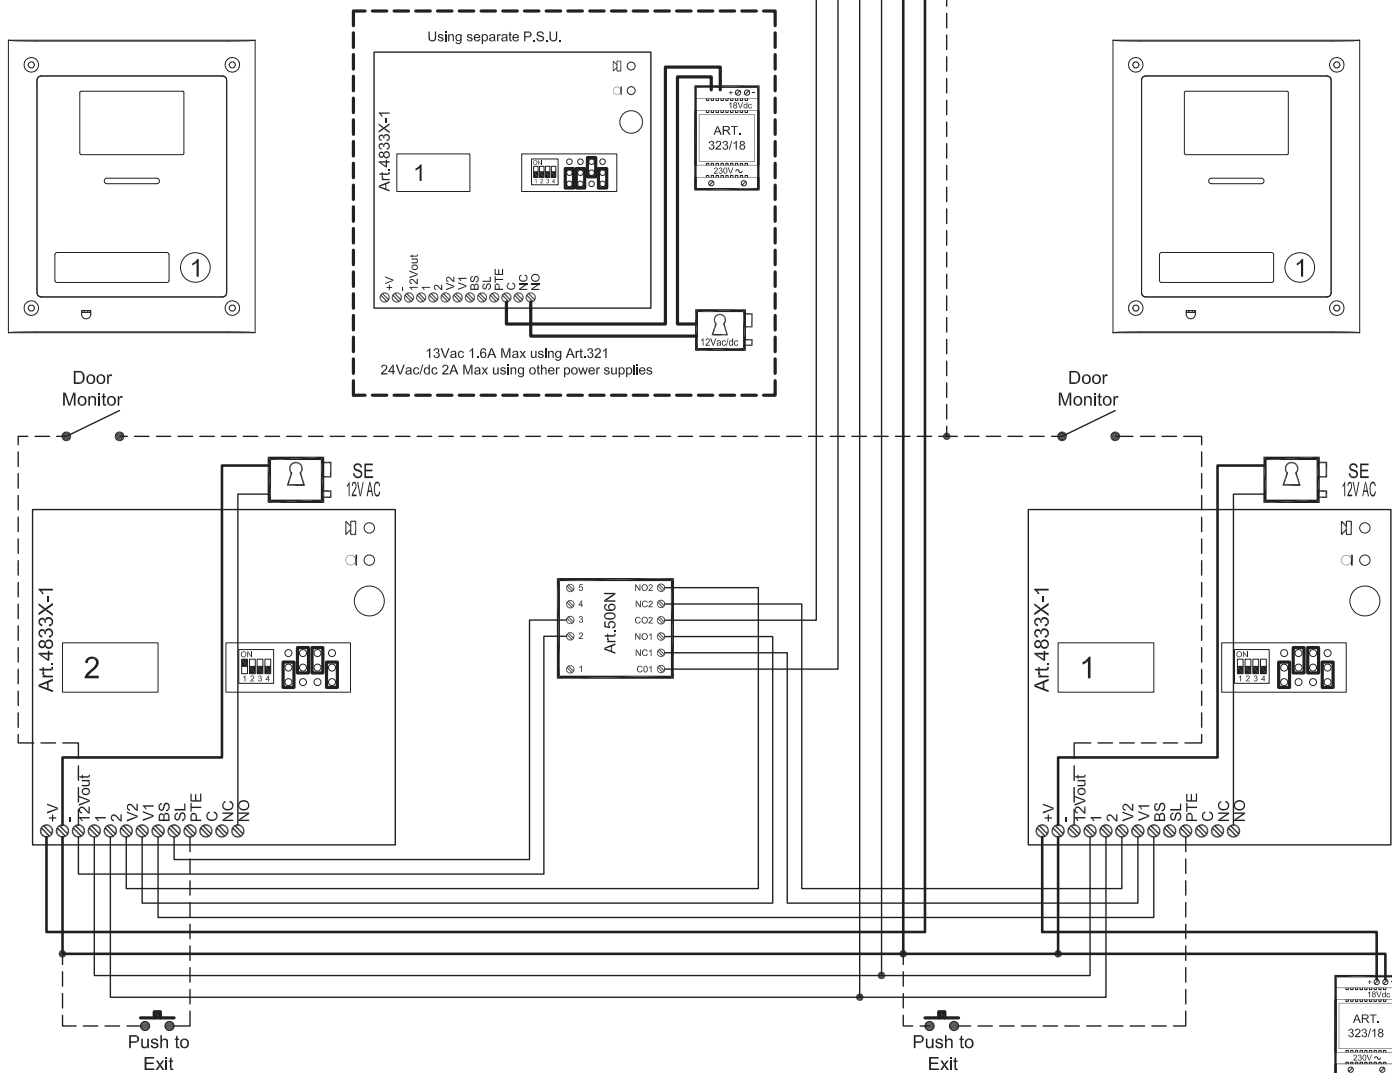 Using separate P.S.U.
Art.4833X-1
1
ON
1 2 3 4
+V
-
12Vout
1
2
V2
V1
BS
SL
PTE
C
NC
NO
+ -
18Vdc
ART.
323/18
230V ~
12Vac/dc
13Vac 1.6A Max using Art.321
24Vac/dc 2A Max using other power supplies
1
1
Door
Monitor
Door
Monitor
SE
12V AC
Art.4833X-1
2
ON
1 2 3 4
+V
-
12Vout
1
2
V2
V1
BS
SL
PTE
C
NC
NO
Art.506N
5
4
3
2
1
NO2
NC2
CO2
NO1
NC1
C01
SE
12V AC
Art.4833X-1
1
ON
1 2 3 4
+V
-
12Vout
1
2
V2
V1
BS
SL
PTE
C
NC
NO
Push to
Exit
Push to
Exit
+ -
18Vdc
ART.
323/18
230V ~